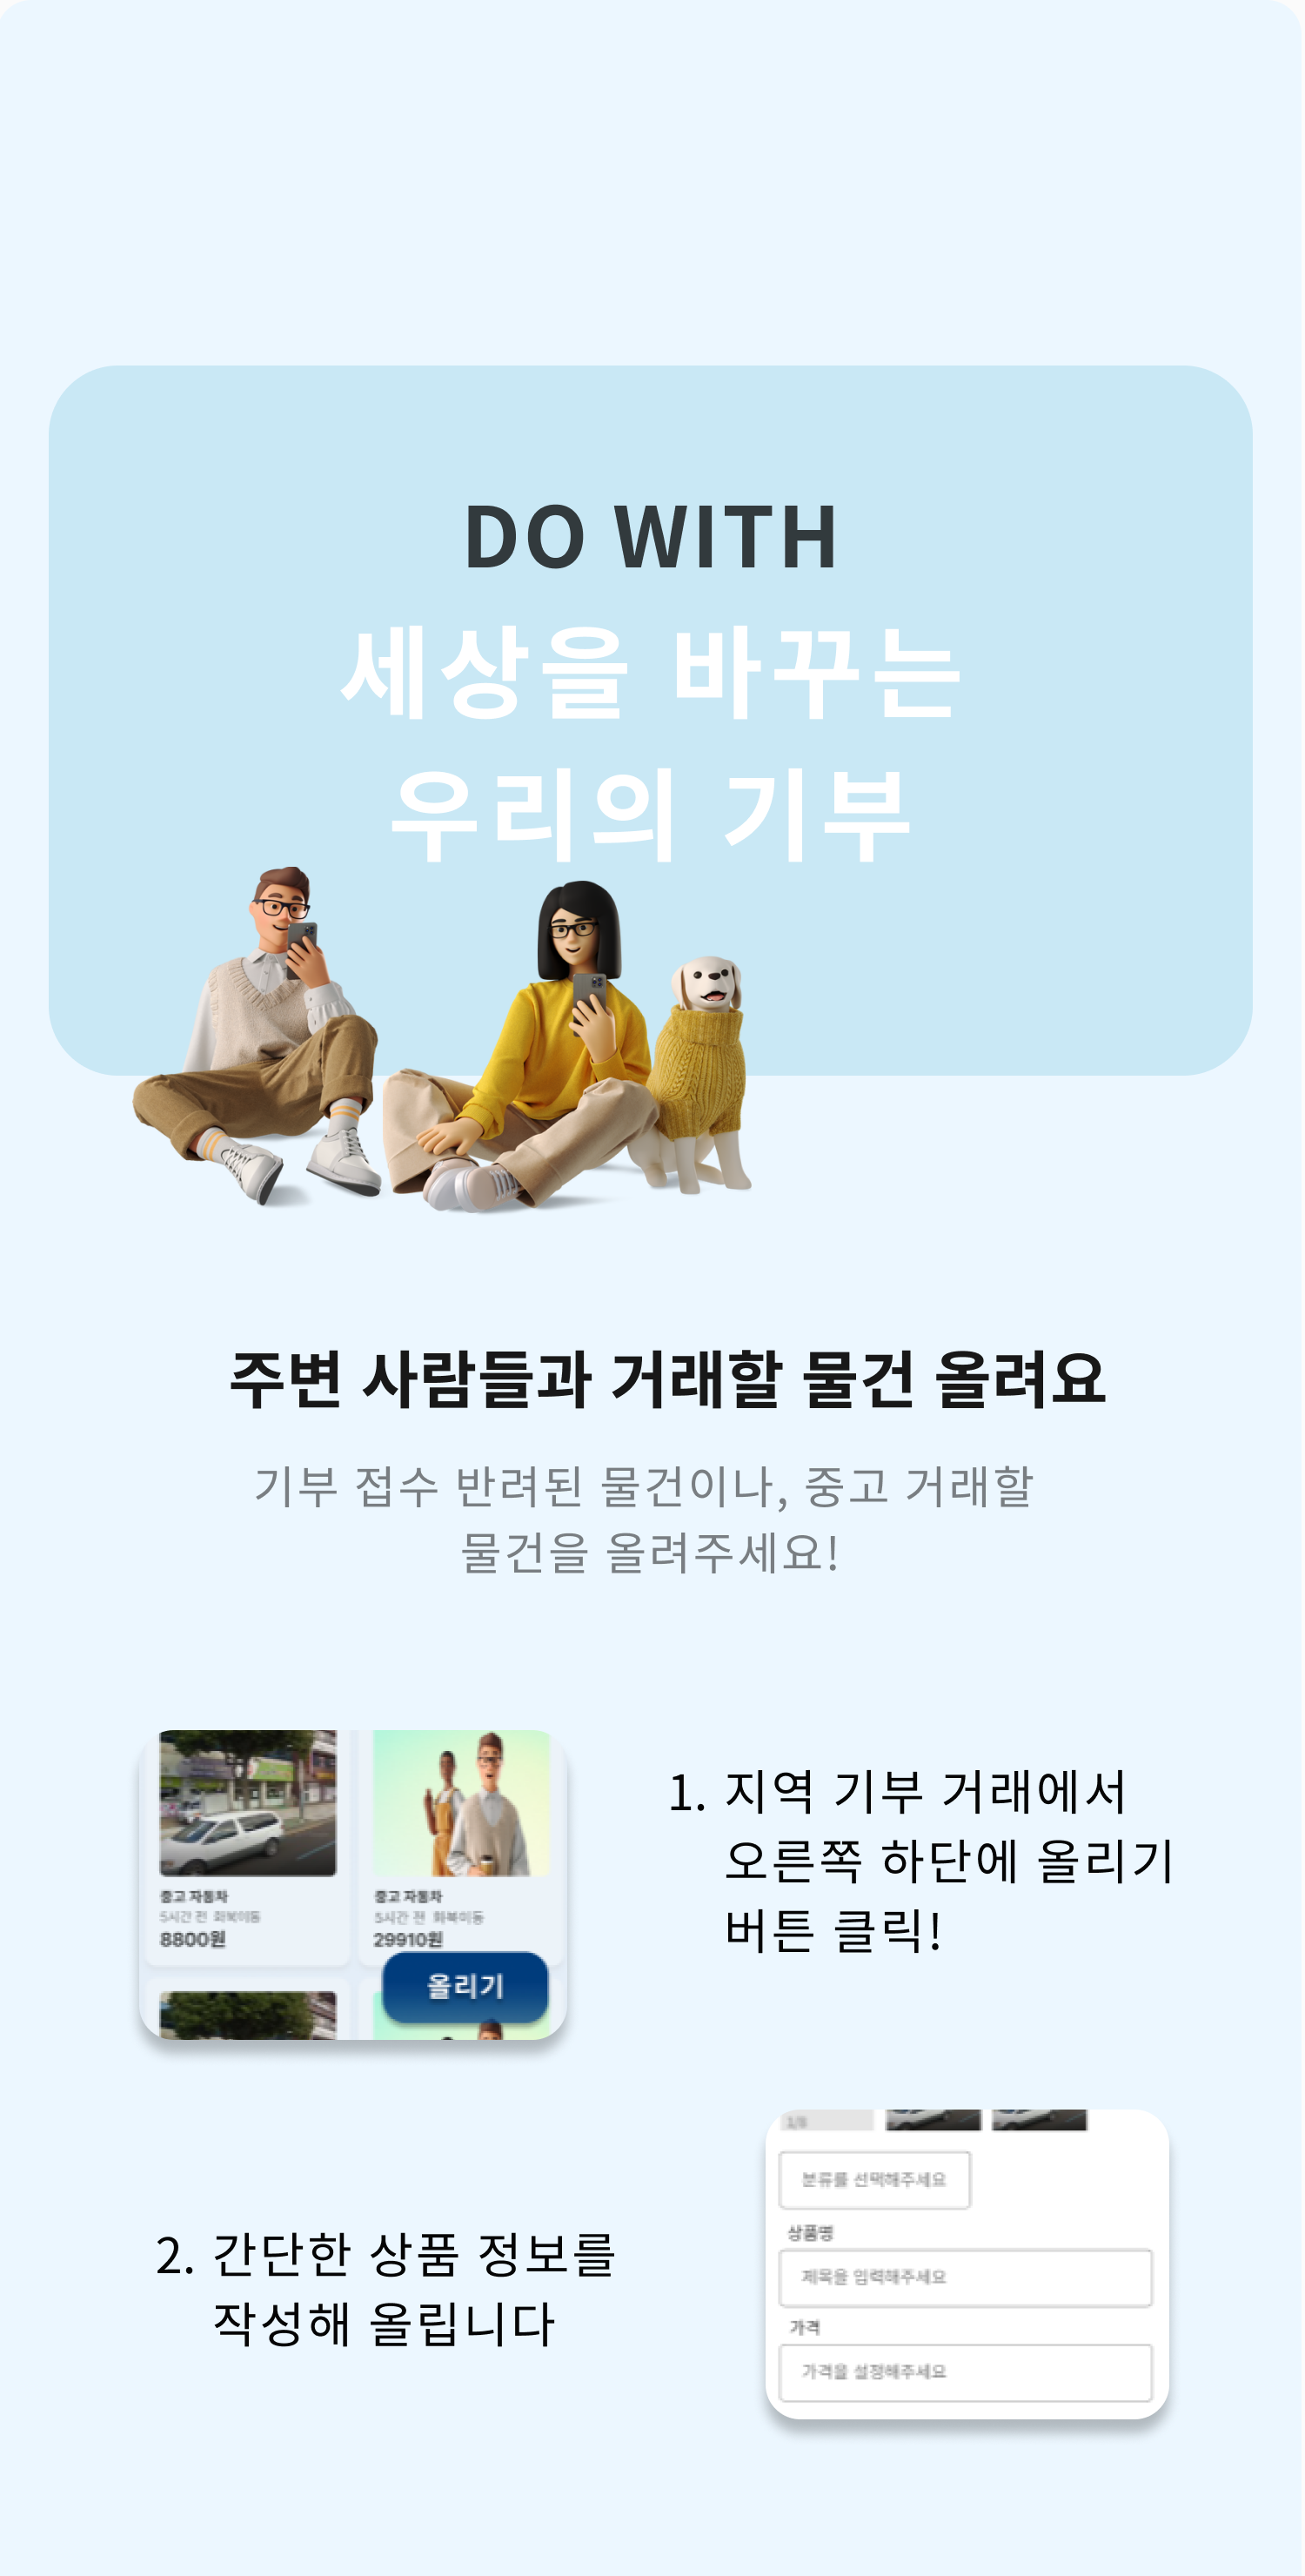 DO WITH
세상을 바꾸는
우리의 기부
주변 사람들과 거래할 물건 올려요
기부 접수 반려된 물건이나, 중고 거래할
물건을 올려주세요!
중고 자동차
5시간 전
8800원
중고 자동차
5시간 전
29910원
올리기
1. 지역 기부 거래에서
오른쪽 하단에 올리기
버튼 클릭!
1/8
분류를 선택해주세요
상품명
제목을 입력해주세요
가격
가격을 설정해주세요
2. 간단한 상품 정보를
작성해 올립니다